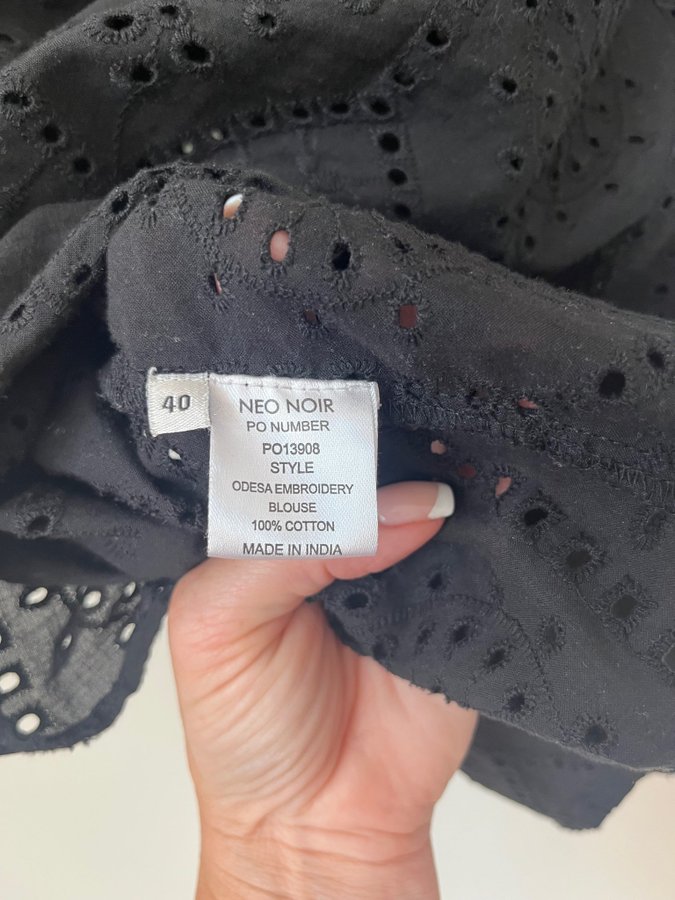 40
NEO NOIR
PO NUMBER
PO13908
STYLE
ODESA EMBROIDERY
BLOUSE
100% COTTON
MADE IN INDIA